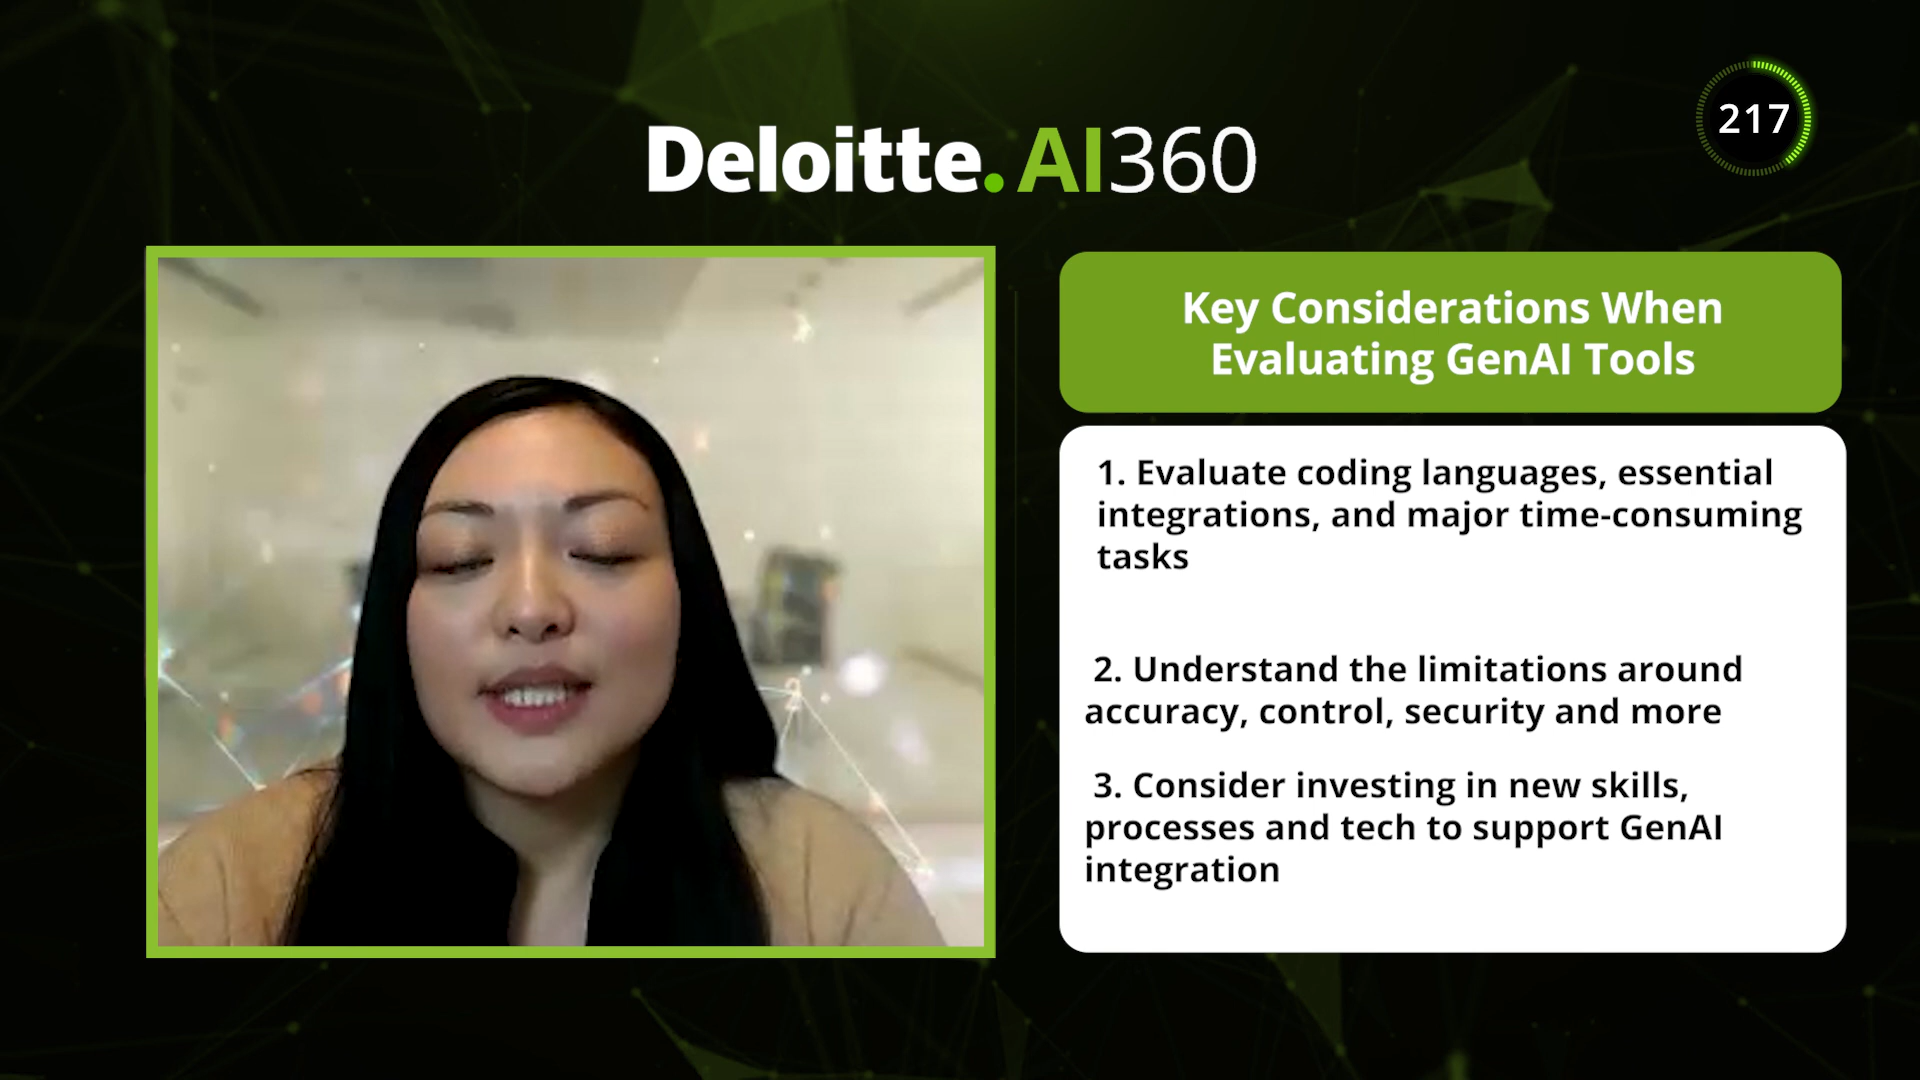 217
Deloitte. AI360
Key Considerations When
Evaluating GenAI Tools
1. Evaluate coding languages, essential
integrations, and major time-consuming
tasks
2. Understand the limitations around
accuracy, control, security and more
3. Consider investing in new skills,
processes and tech to support GenAI
integration